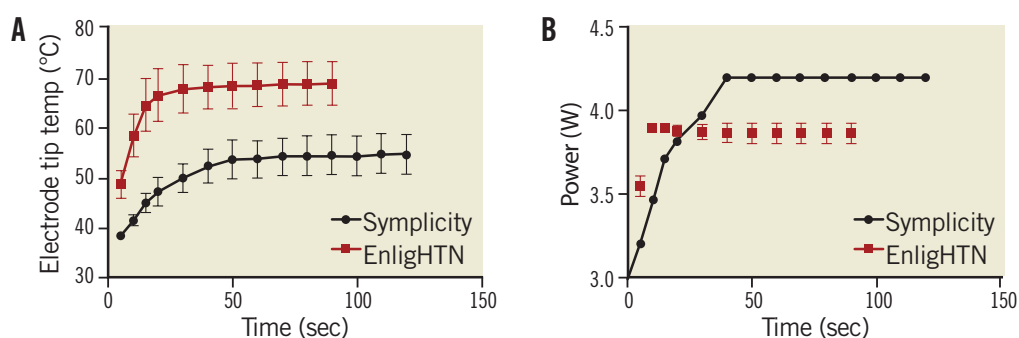 A
Electrode tip temp (°C)
80
70
60
50
40
30
0
50
100
150
Time (sec)
Symplicity
EnligHTN
B
Power (W)
4.5
4.0
3.5
3.0
0
50
100
150
Time (sec)
Symplicity
EnligHTN